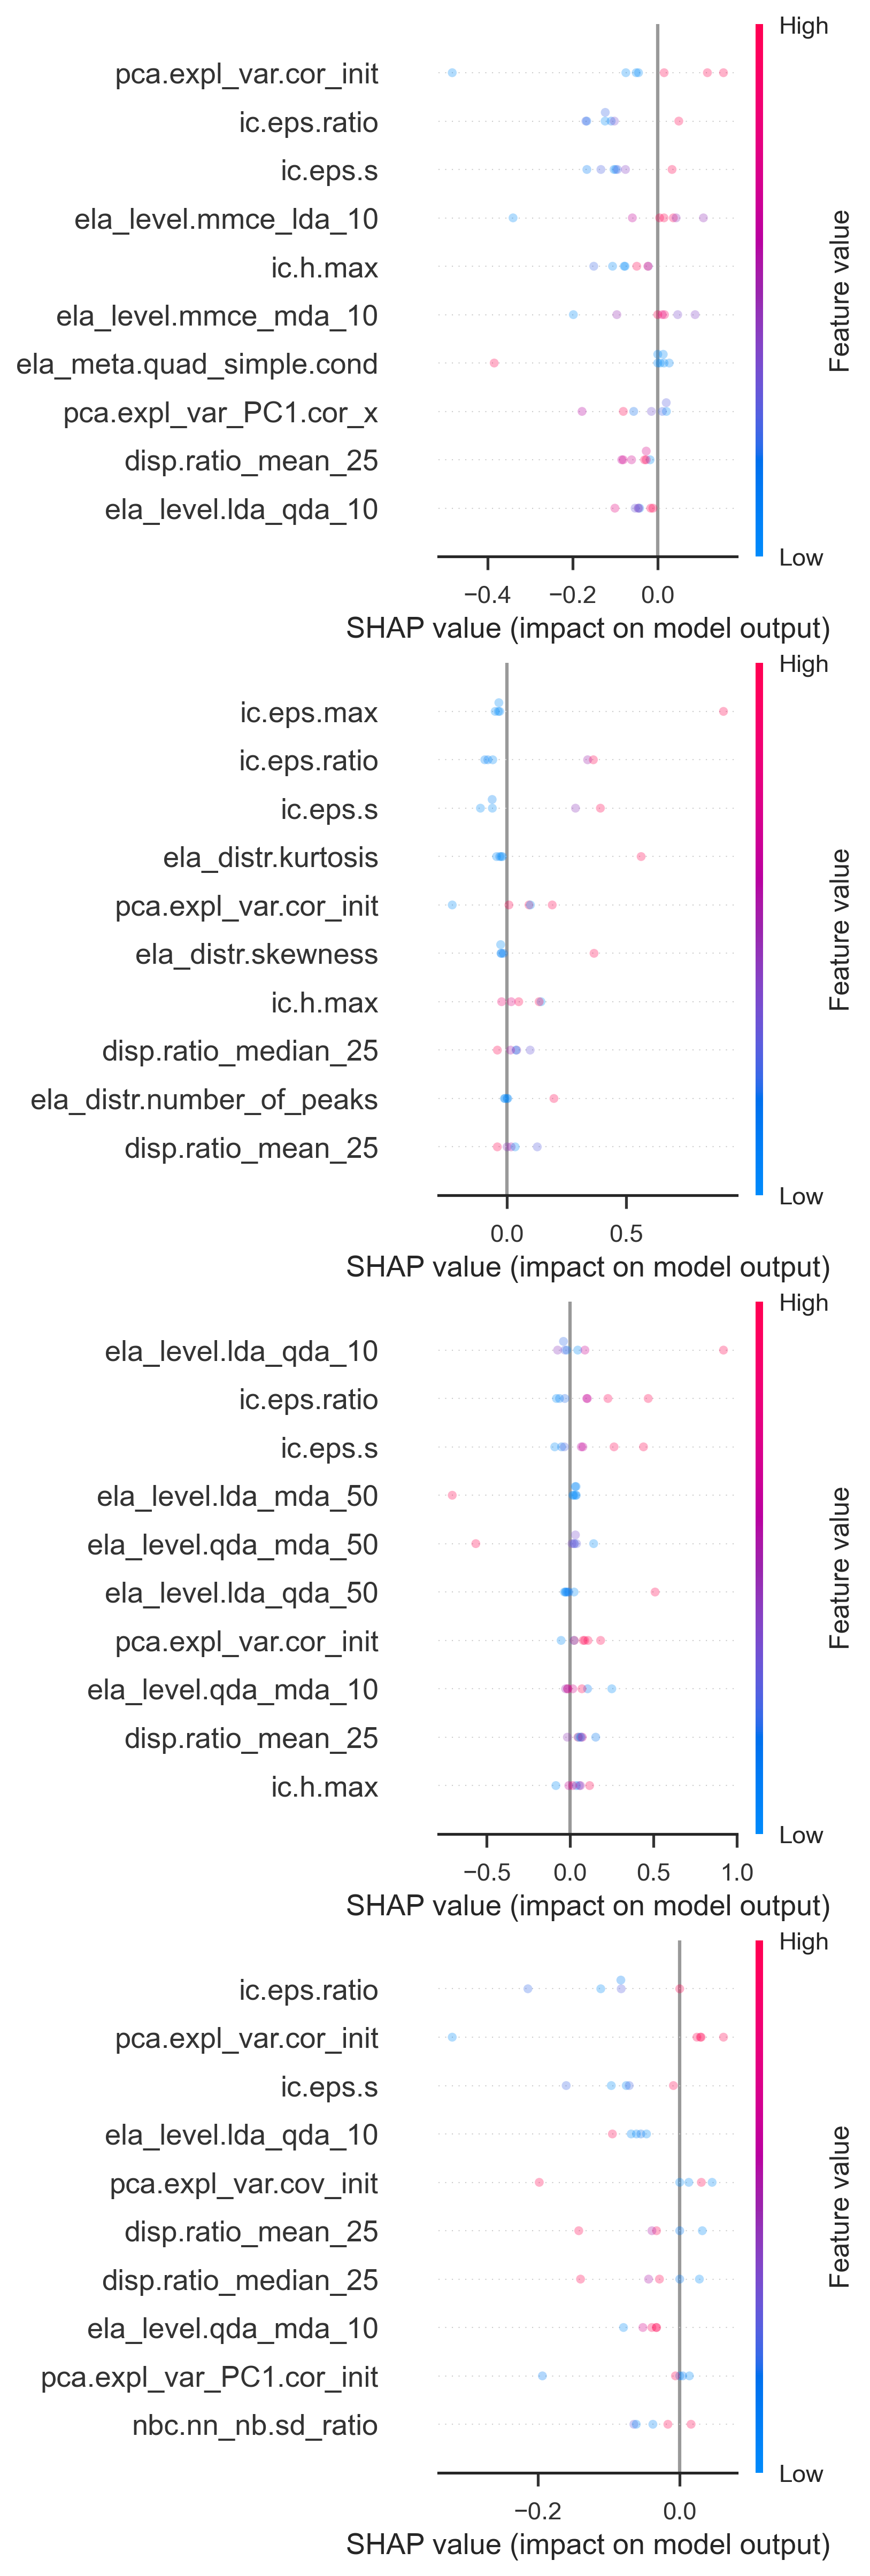 High
pca.expl_var.cor_init
ic.eps.ratio
ic.eps.s
ela_level.mmce_lda_10
ic.h.max
ela_level.mmce_mda_10
ela_meta.quad_simple.cond
pca.expl_var_PC1.cor_x
disp.ratio_mean_25
ela_level.lda_qda_10
Feature value
Low
−0.4 −0.2 0.0
SHAP value (impact on model output)
High
ic.eps.max
ic.eps.ratio
ic.eps.s
ela_distr.kurtosis
pca.expl_var.cor_init
ela_distr.skewness
ic.h.max
disp.ratio_median_25
ela_distr.number_of_peaks
disp.ratio_mean_25
Feature value
Low
0.0 0.5
SHAP value (impact on model output)
High
ela_level.lda_qda_10
ic.eps.ratio
ic.eps.s
ela_level.lda_mda_50
ela_level.qda_mda_50
ela_level.lda_qda_50
pca.expl_var.cor_init
ela_level.qda_mda_10
disp.ratio_mean_25
ic.h.max
Feature value
Low
−0.5 0.0 0.5 1.0
SHAP value (impact on model output)
High
ic.eps.ratio
pca.expl_var.cor_init
ic.eps.s
ela_level.lda_qda_10
pca.expl_var.cov_init
disp.ratio_mean_25
disp.ratio_median_25
ela_level.qda_mda_10
pca.expl_var_PC1.cor_init
nbc.nn_nb.sd_ratio
Feature value
Low
−0.2 0.0
SHAP value (impact on model output)